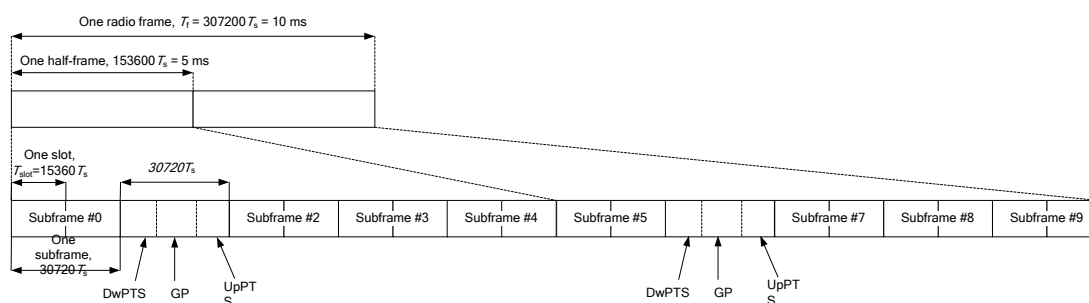 One radio frame, Tf = 307200Ts = 10 ms
One half-frame, 153600Ts = 5 ms
One slot,
Tslot=15360Ts
30720Ts
Subframe #0
Subframe #2
Subframe #3
Subframe #4
Subframe #5
Subframe #7
Subframe #8
Subframe #9
One
subframe,
30720Ts
DwPTS
GP
UpPT
S
DwPTS
GP
UpPT
S